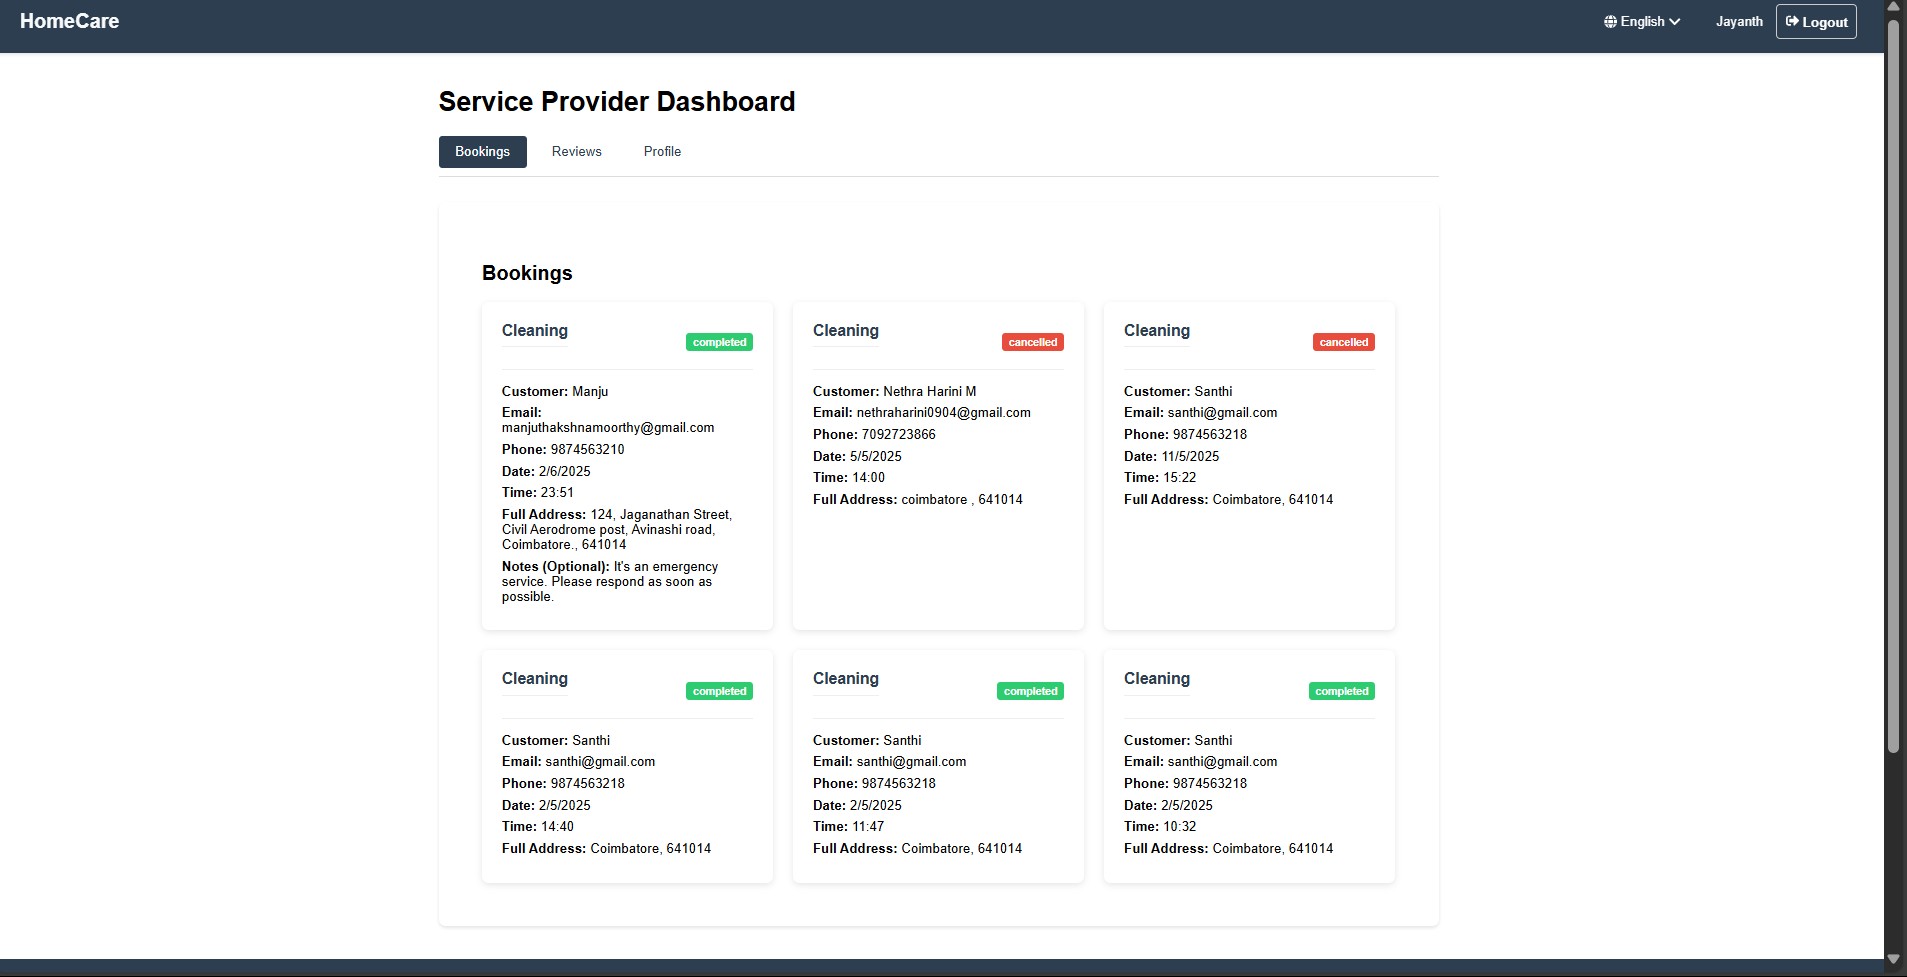 HomeCare
English
Jayanth
Logout
Service Provider Dashboard
Bookings
Reviews
Profile
Bookings
Cleaning
completed
Customer: Manju
Email:
manjuthakshnamoorthy@gmail.com
Phone: 9874563210
Date: 2/6/2025
Time: 23:51
Full Address: 124, Jaganathan Street,
Civil Aerodrome post, Avinashi road,
Coimbatore., 641014
Notes (Optional): It's an emergency
service. Please respond as soon as
possible.
Cleaning
cancelled
Customer: Nethra Harini M
Email: nethraharini0904@gmail.com
Phone: 7092723866
Date: 5/5/2025
Time: 14:00
Full Address: coimbatore , 641014
Cleaning
cancelled
Customer: Santhi
Email: santhi@gmail.com
Phone: 9874563218
Date: 11/5/2025
Time: 15:22
Full Address: Coimbatore, 641014
Cleaning
completed
Customer: Santhi
Email: santhi@gmail.com
Phone: 9874563218
Date: 2/5/2025
Time: 14:40
Full Address: Coimbatore, 641014
Cleaning
completed
Customer: Santhi
Email: santhi@gmail.com
Phone: 9874563218
Date: 2/5/2025
Time: 11:47
Full Address: Coimbatore, 641014
Cleaning
completed
Customer: Santhi
Email: santhi@gmail.com
Phone: 9874563218
Date: 2/5/2025
Time: 10:32
Full Address: Coimbatore, 641014